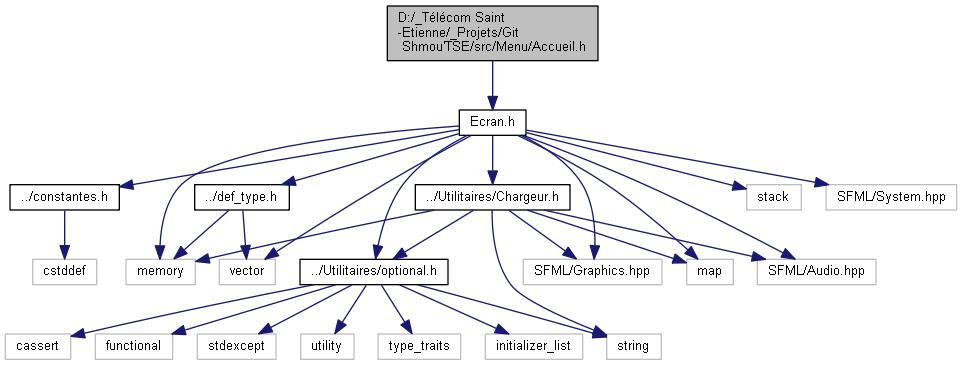 D:/_Télécom Saint
-Etienne/_Projets/Git
Shmou'TSE/src/Menu/Accueil.h
Ecran.h
../constantes.h
../def_type.h
../Utilitaires/Chargeur.h
stack
SFML/System.hpp
cstddef
memory
vector
../Utilitaires/optional.h
SFML/Graphics.hpp
map
SFML/Audio.hpp
cassert
functional
stdexcept
utility
type_traits
initializer_list
string